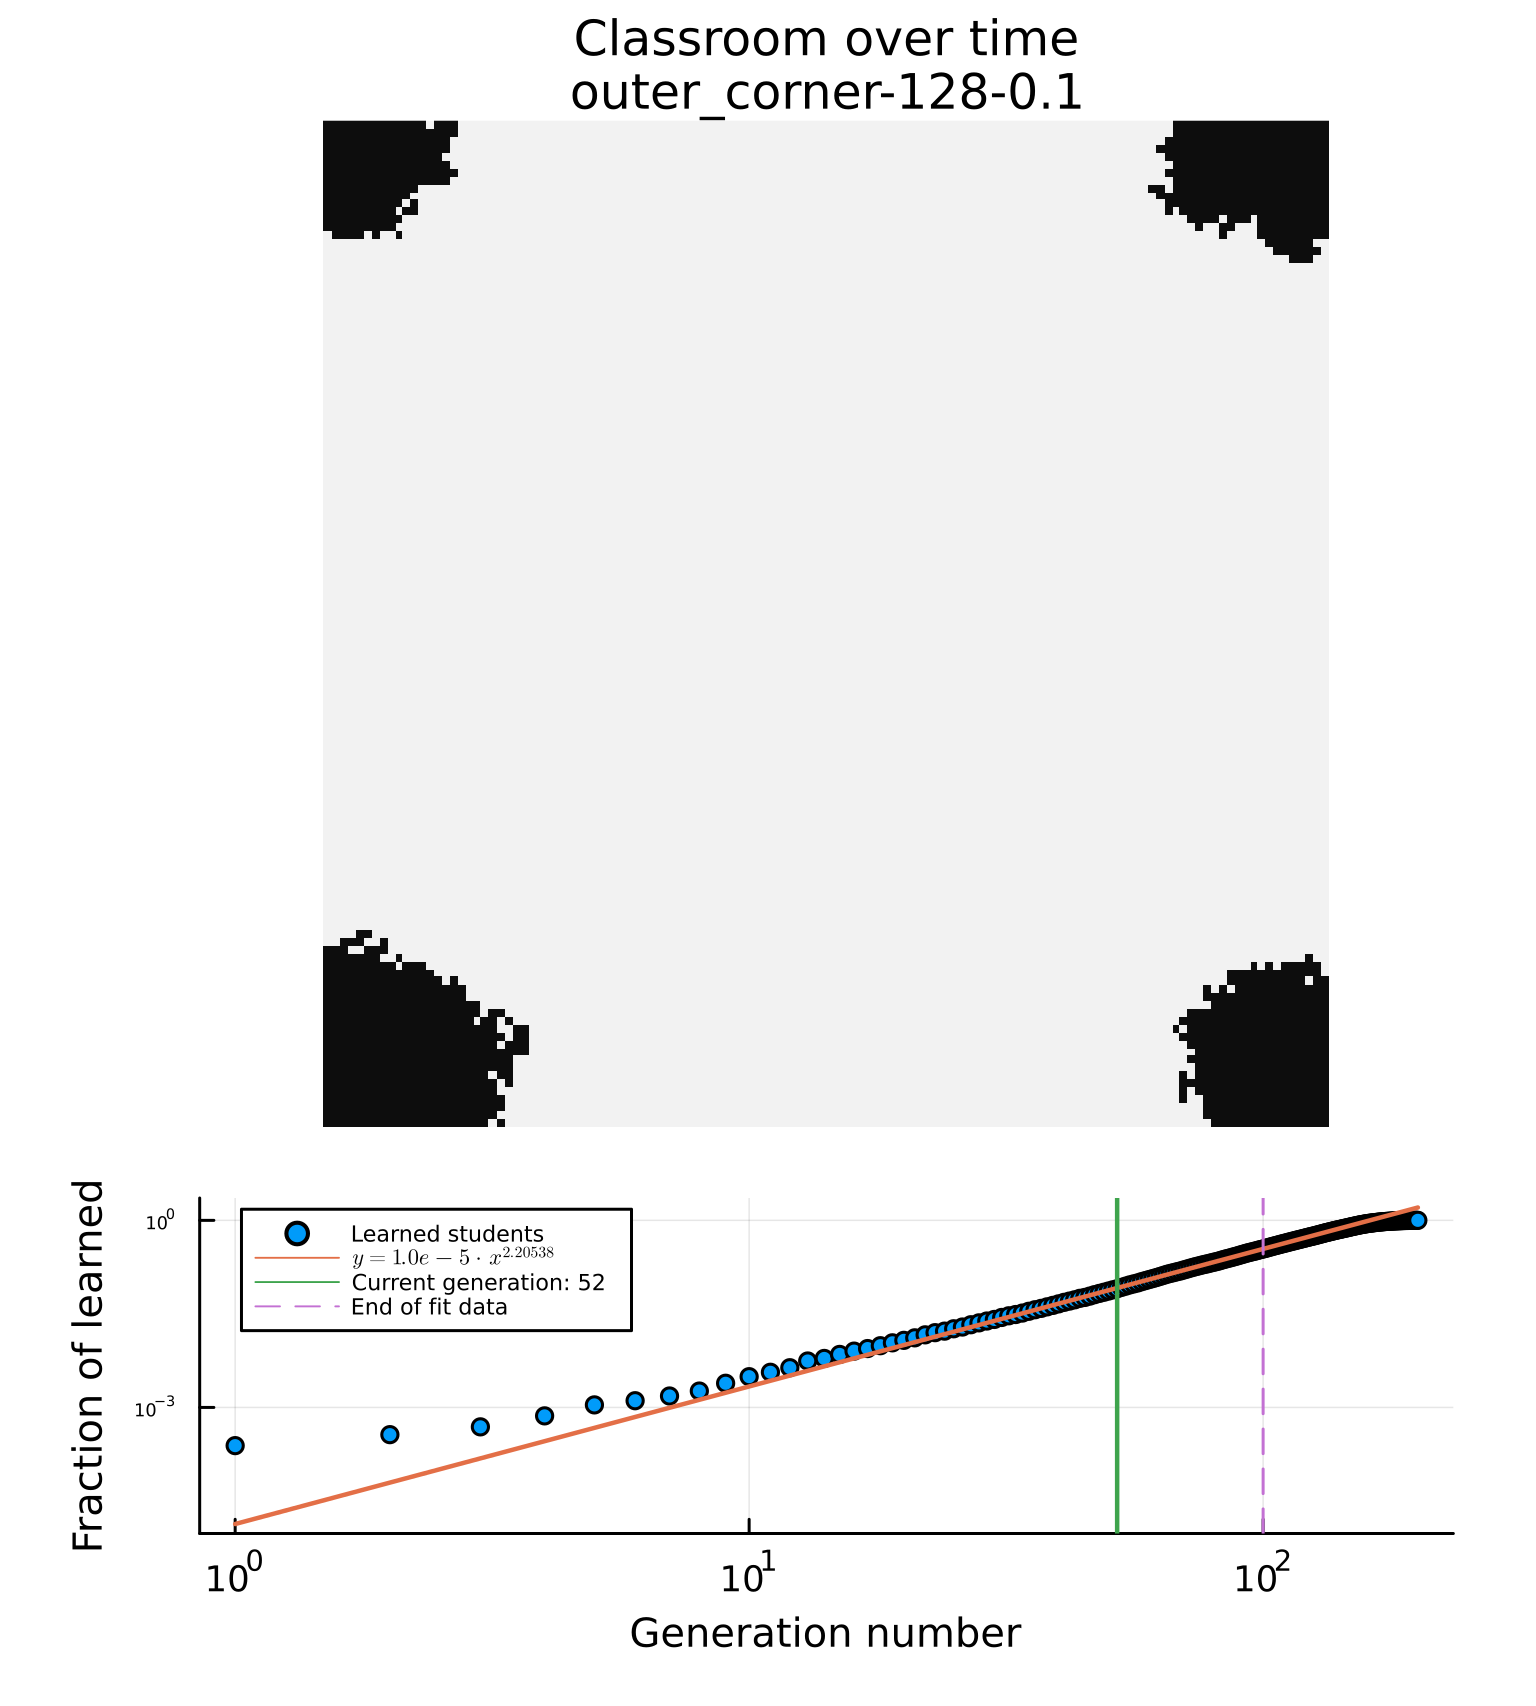 Classroom over time
outer_corner-128-0.1
Fraction of learned
10^0
10^-3
Learned students
y = 1.0e − 5 · x^2.20538
Current generation: 52
End of fit data
10^0 10^1 10^2
Generation number